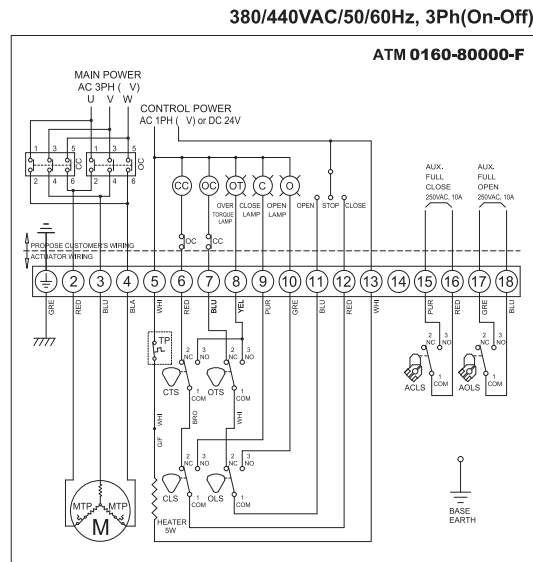 380/440VAC/50/60Hz, 3Ph(On-Off)
ATM 0160-80000-F
MAIN POWER
AC 3PH ( V)
U V W
CONTROL POWER
AC 1PH ( V) or DC 24V
1 3 5 1 3 5
CC OC
2 4 6 2 4 6
CC OC OT C O
OVER TORQUE LAMP
CLOSE LAMP
OPEN LAMP
OPEN STOP CLOSE
AUX. FULL CLOSE
250VAC, 10A
AUX. FULL OPEN
250VAC, 10A
OC CC
PROPOSE CUSTOMER'S WIRING
ACTUATOR WIRING
2 3 4 5 6 7 8 9 10 11 12 13 14 15 16 17 18
GRE RED BLU BLA WHI RED BLU YEL PUR GRE BLU RED WHI PUR RED GRE BLU
TP
2 3 2 3
NC NO NC NO
CTS OTS
1 1
COM COM
2 3 2 3
NC NO NC NO
ACLS AOLS
1 1
COM COM
WHI BRO WHI
G/F
2 3 2 3
NC NO NC NO
CLS OLS
1 1
COM COM
MTP MTP
M
HEATER
5W
BASE
EARTH